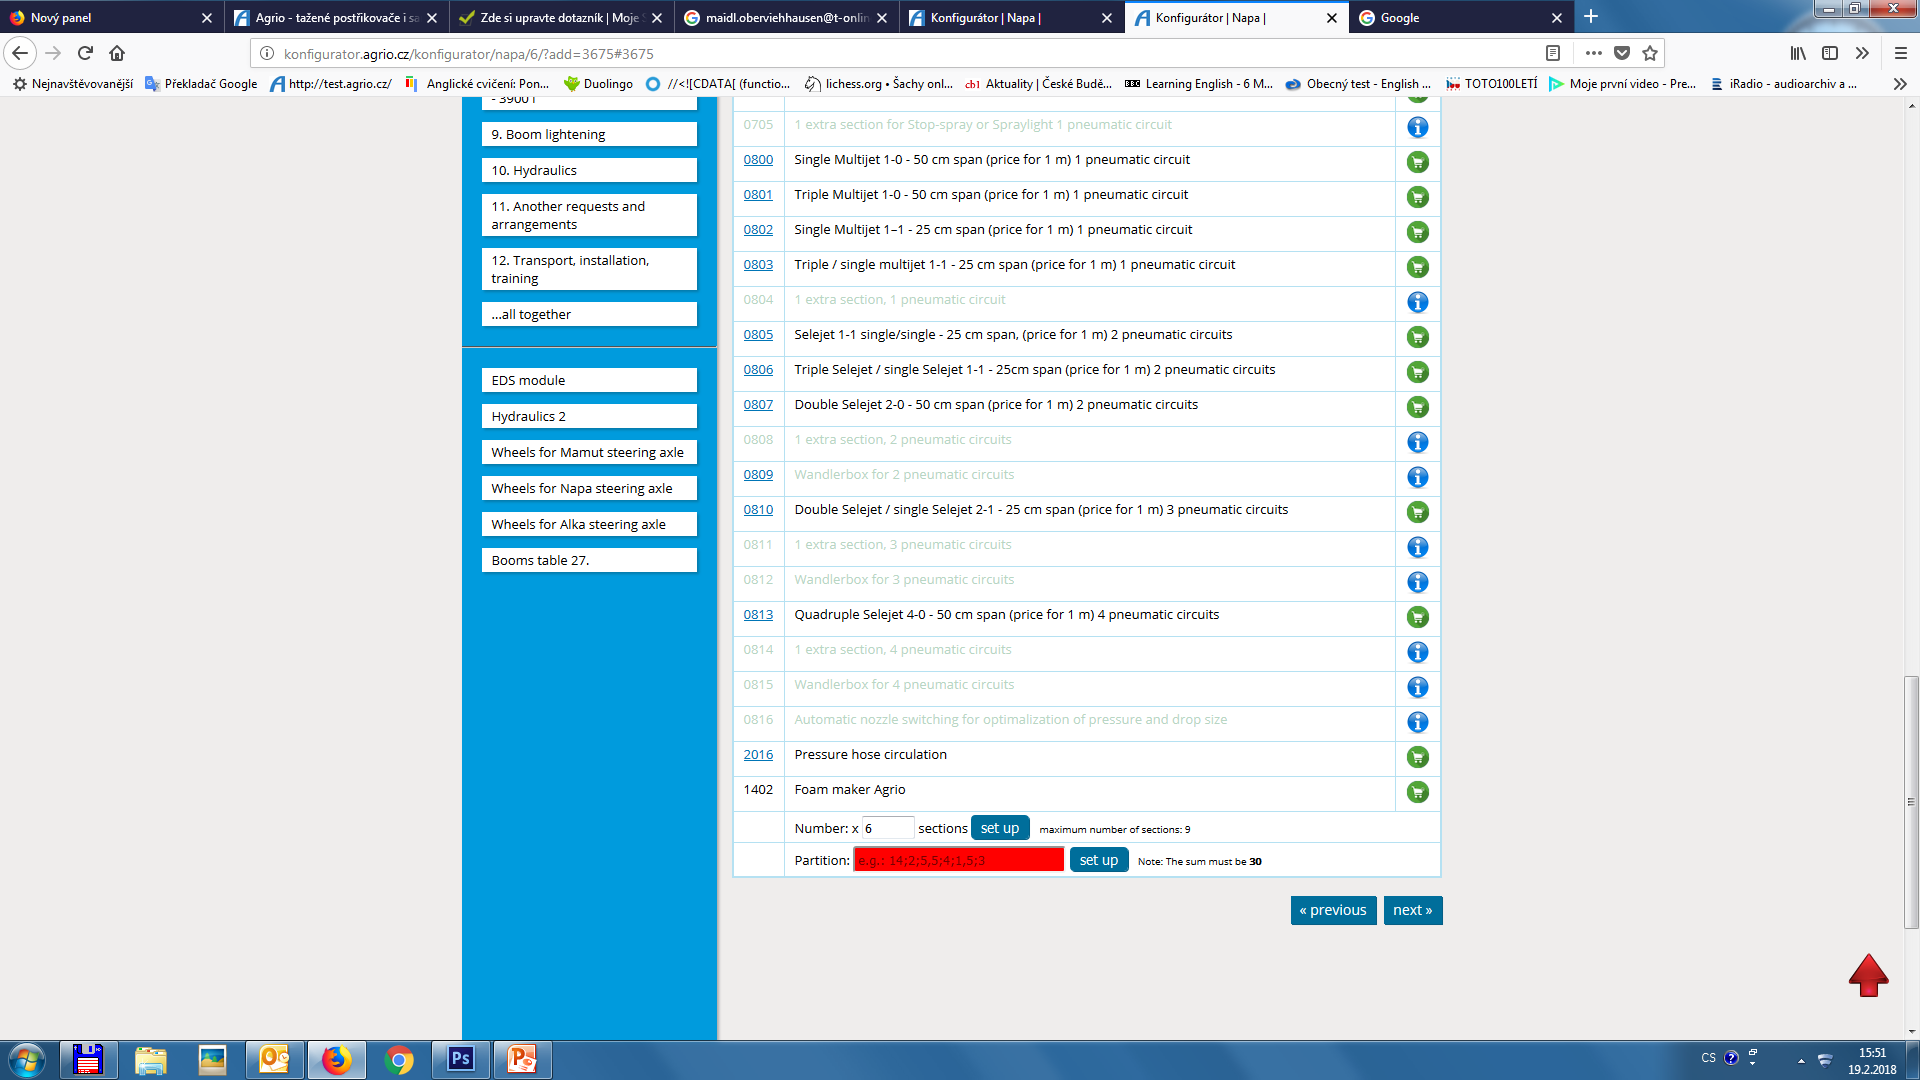 Nový panel
Agrio - tažené postřikovače i sa
Zde si upravte dotazník | Moje S
maidl.oberviehhausen@t-onlin
Konfigurátor | Napa |
Konfigurátor | Napa |
Google
konfigurator.agrio.cz/konfigurator/napa/6/?add=3675#3675
Nejnavštěvovanější
Překladač Google
http://test.agrio.cz/
Anglické cvičení: Pon...
Duolingo
//<![CDATA[ (functio...
lichess.org • Šachy onl...
Aktuality | České Budě...
Learning English - 6 M...
Obecný test - English ...
TOTO100LETÍ
Moje první video - Pre...
iRadio - audioarchiv a ...
- 39001
9. Boom lightening
10. Hydraulics
11. Another requests and
arrangements
12. Transport, installation,
training
...all together
EDS module
Hydraulics 2
Wheels for Mamut steering axle
Wheels for Napa steering axle
Wheels for Alka steering axle
Booms table 27.
0705 1 extra section for Stop-spray or Spraylight 1 pneumatic circuit
0800 Single Multijet 1-0 - 50 cm span (price for 1 m) 1 pneumatic circuit
0801 Triple Multijet 1-0 - 50 cm span (price for 1 m) 1 pneumatic circuit
0802 Single Multijet 1–1 - 25 cm span (price for 1 m) 1 pneumatic circuit
0803 Triple / single multijet 1-1 - 25 cm span (price for 1 m) 1 pneumatic circuit
0804 1 extra section, 1 pneumatic circuit
0805 Selejet 1-1 single/single - 25 cm span, (price for 1 m) 2 pneumatic circuits
0806 Triple Selejet / single Selejet 1-1 - 25cm span (price for 1 m) 2 pneumatic circuits
0807 Double Selejet 2-0 - 50 cm span (price for 1 m) 2 pneumatic circuits
0808 1 extra section, 2 pneumatic circuits
0809 Wandlerbox for 2 pneumatic circuits
0810 Double Selejet / single Selejet 2-1 - 25 cm span (price for 1 m) 3 pneumatic circuits
0811 1 extra section, 3 pneumatic circuits
0812 Wandlerbox for 3 pneumatic circuits
0813 Quadruple Selejet 4-0 - 50 cm span (price for 1 m) 4 pneumatic circuits
0814 1 extra section, 4 pneumatic circuits
0815 Wandlerbox for 4 pneumatic circuits
0816 Automatic nozzle switching for optimalization of pressure and drop size
2016 Pressure hose circulation
1402 Foam maker Agrio
Number: x 6 sections set up maximum number of sections: 9
Partition: e.g.: 14;2;5,5;4;1,5;3 set up Note: The sum must be 30
« previous next »
CS
15:51
19.2.2018